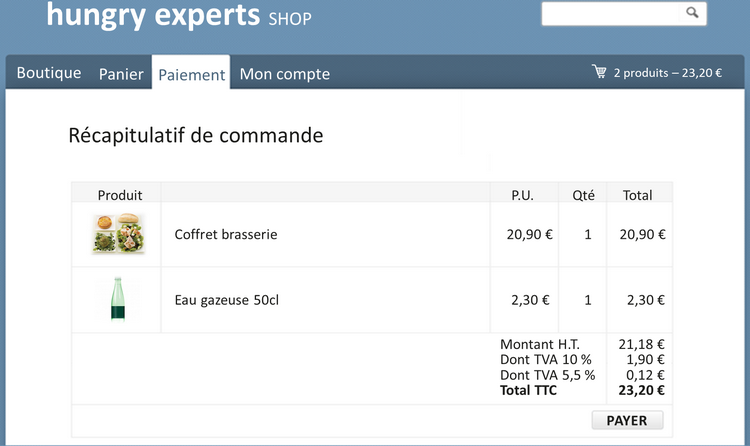 hungry experts SHOP
Boutique Panier Paiement Mon compte 2 produits – 23,20 €
Récapitulatif de commande
Produit P.U. Qté Total
Coffret brasserie 20,90 € 1 20,90 €
Eau gazeuse 50cl 2,30 € 1 2,30 €
Montant H.T. 21,18 €
Dont TVA 10 % 1,90 €
Dont TVA 5,5 % 0,12 €
Total TTC 23,20 €
PAYER